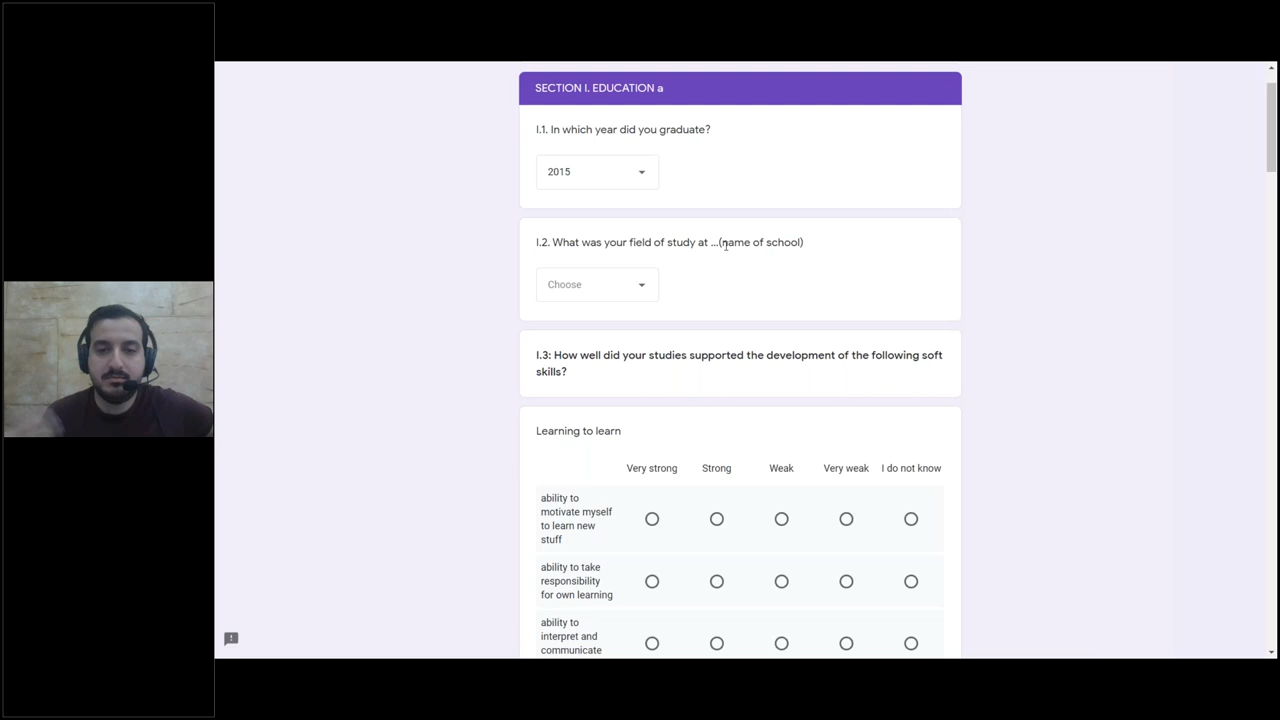 SECTION I. EDUCATION a
I.1. In which year did you graduate?
2015
I.2. What was your field of study at ...(name of school)
Choose
I.3: How well did your studies supported the development of the following soft
skills?
Learning to learn
Very strong Strong Weak Very weak I do not know
ability to
motivate myself
to learn new
stuff
ability to take
responsibility
for own learning
ability to
interpret and
communicate